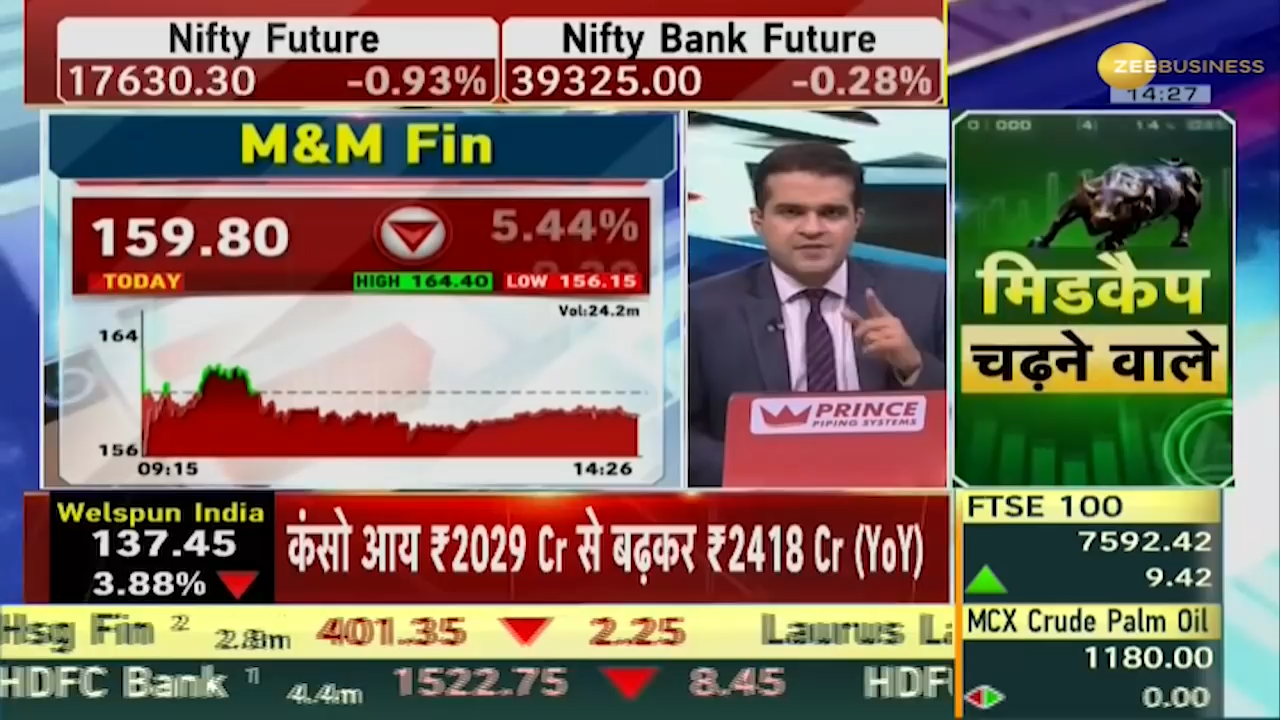 Nifty Future
17630.30 -0.93%
Nifty Bank Future
39325.00 -0.28%
ZEEBUSINESS
14:27
M&M Fin
159.80 5.44%
TODAY HIGH 164.40 LOW 156.15
Vol:24.2m
164
156
09:15 14:26
PRINCE
PIPING SYSTEMS
मिडकैप
चढ़ने वाले
Welspun India
137.45
3.88%
कंसो आय ₹2029 Cr से बढ़कर ₹2418 Cr (YoY)
FTSE 100
7592.42
9.42
MCX Crude Palm Oil
1180.00
0.00
Hsg Fin 401.35 2.25 Laurus La
HDFC Bank 4.4m 1522.75 8.45 HDF